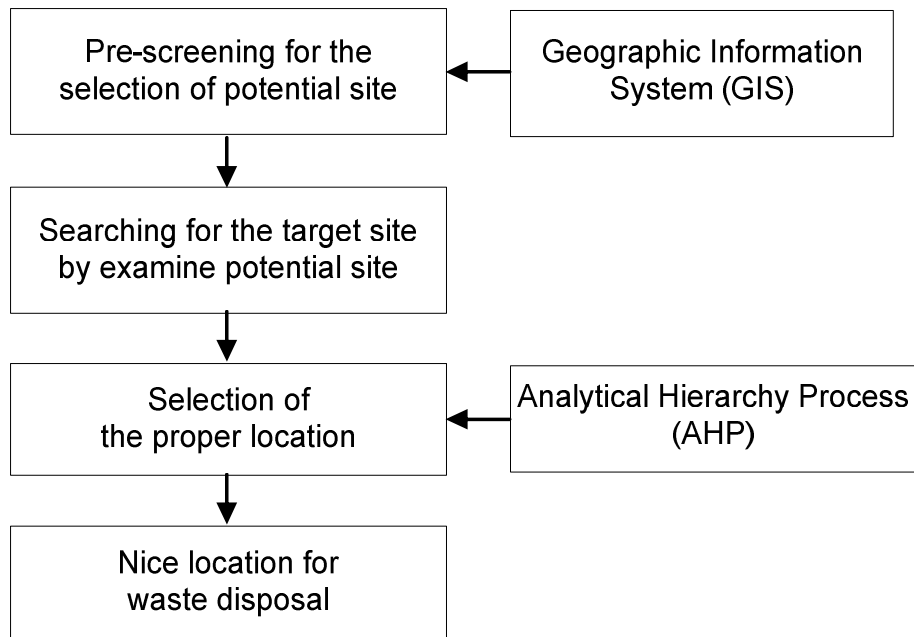 Pre-screening for the
selection of potential site
Geographic Information
System (GIS)
Searching for the target site
by examine potential site
Selection of
the proper location
Analytical Hierarchy Process
(AHP)
Nice location for
waste disposal